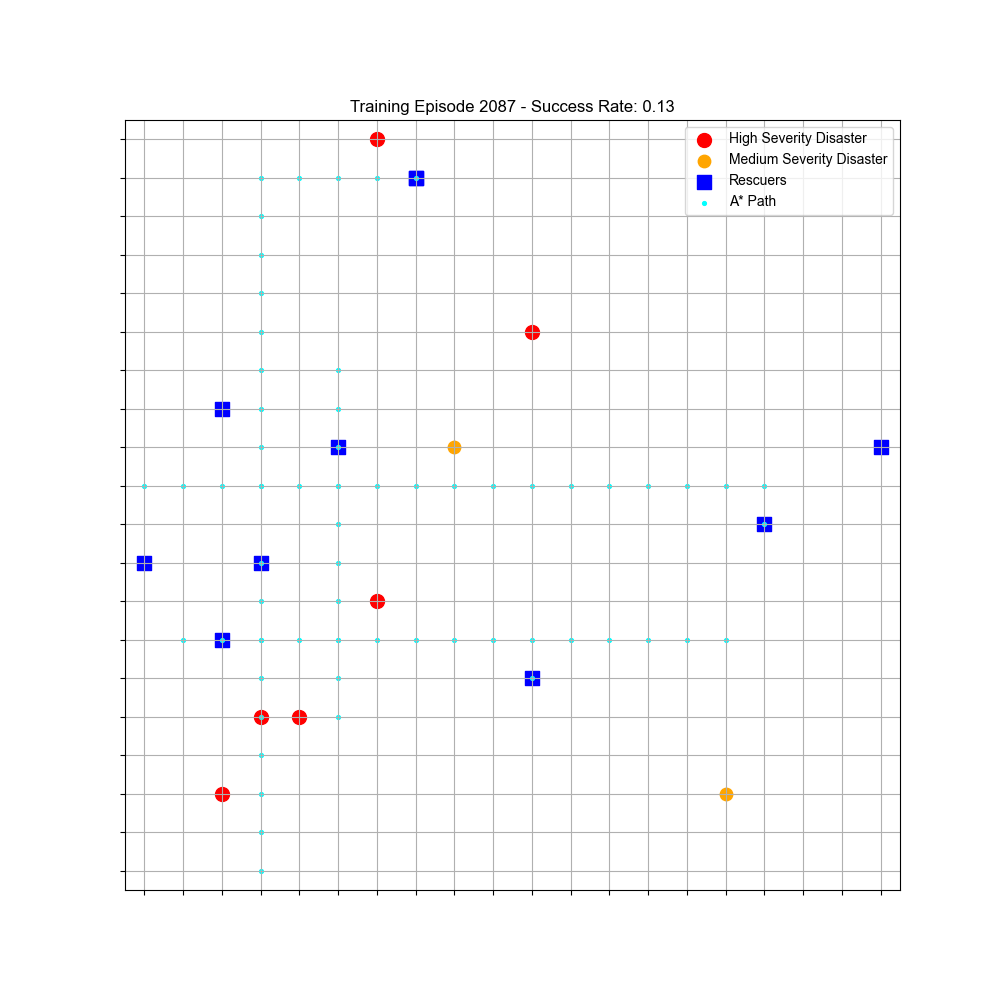 Training Episode 2087 - Success Rate: 0.13
High Severity Disaster
Medium Severity Disaster
Rescuers
A* Path